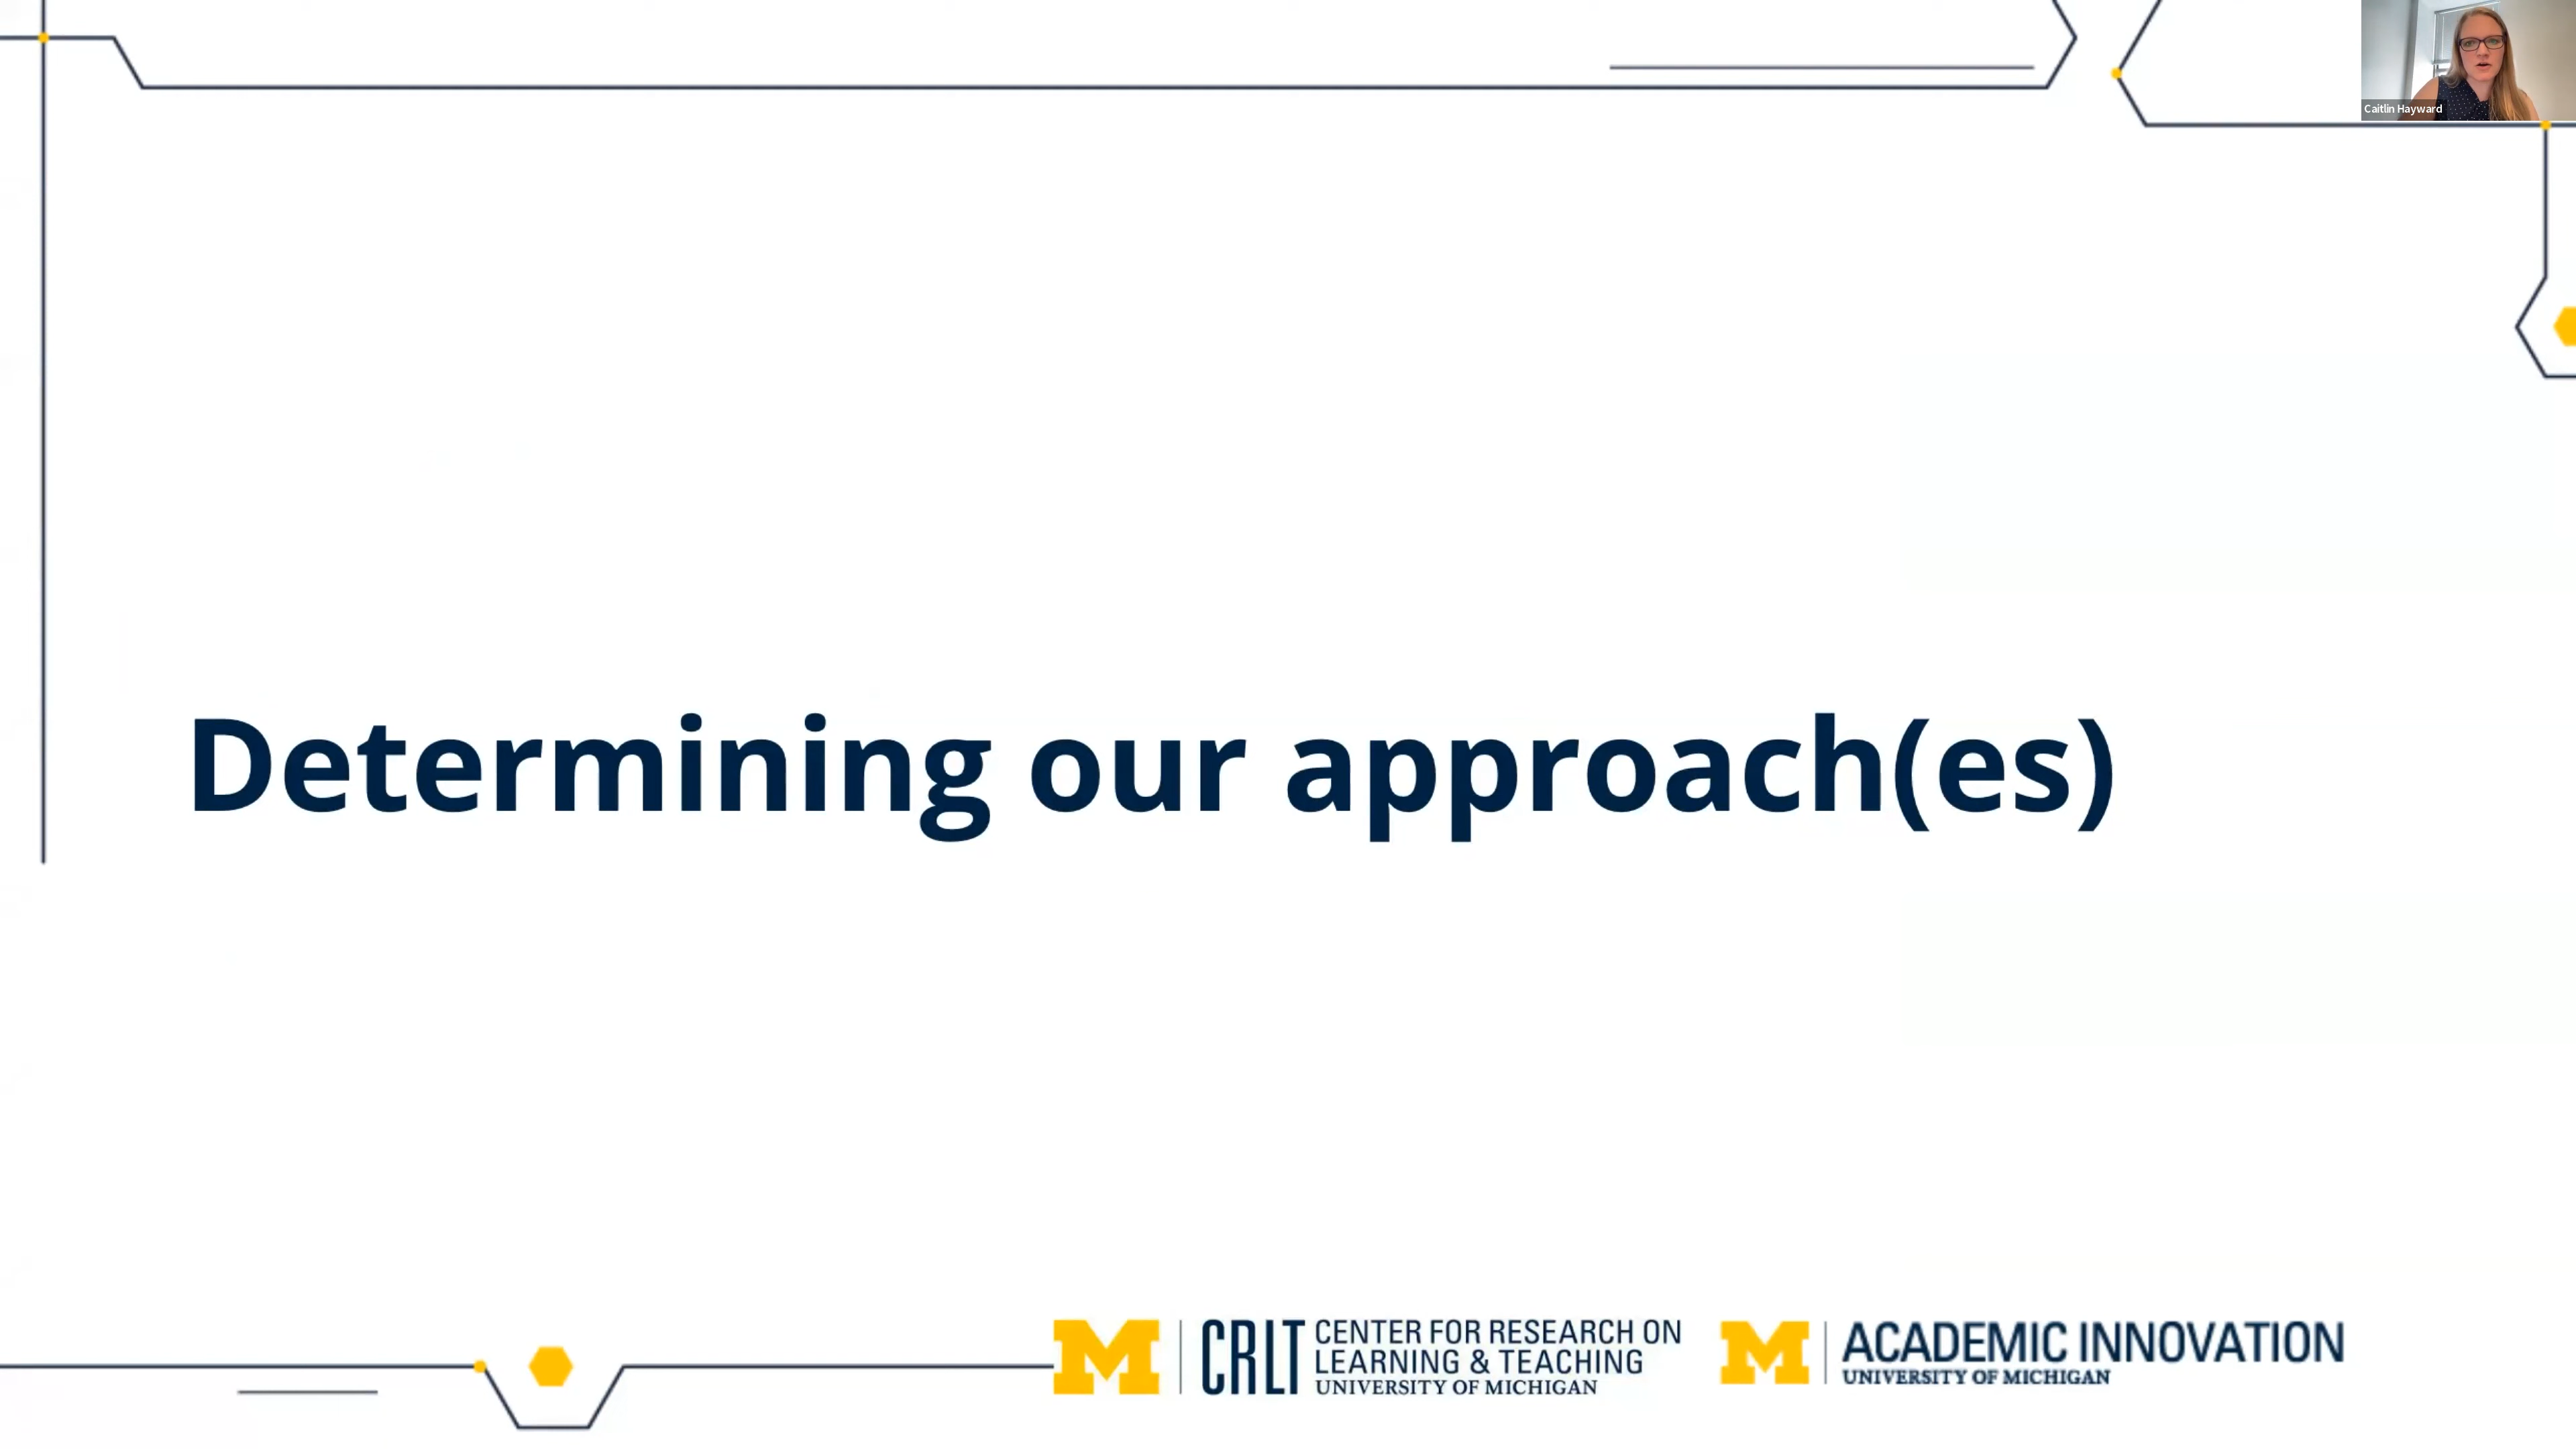 Caitlin Hayward
Determining our approach(es)
M CRLT CENTER FOR RESEARCH ON
LEARNING & TEACHING
UNIVERSITY OF MICHIGAN
M ACADEMIC INNOVATION
UNIVERSITY OF MICHIGAN